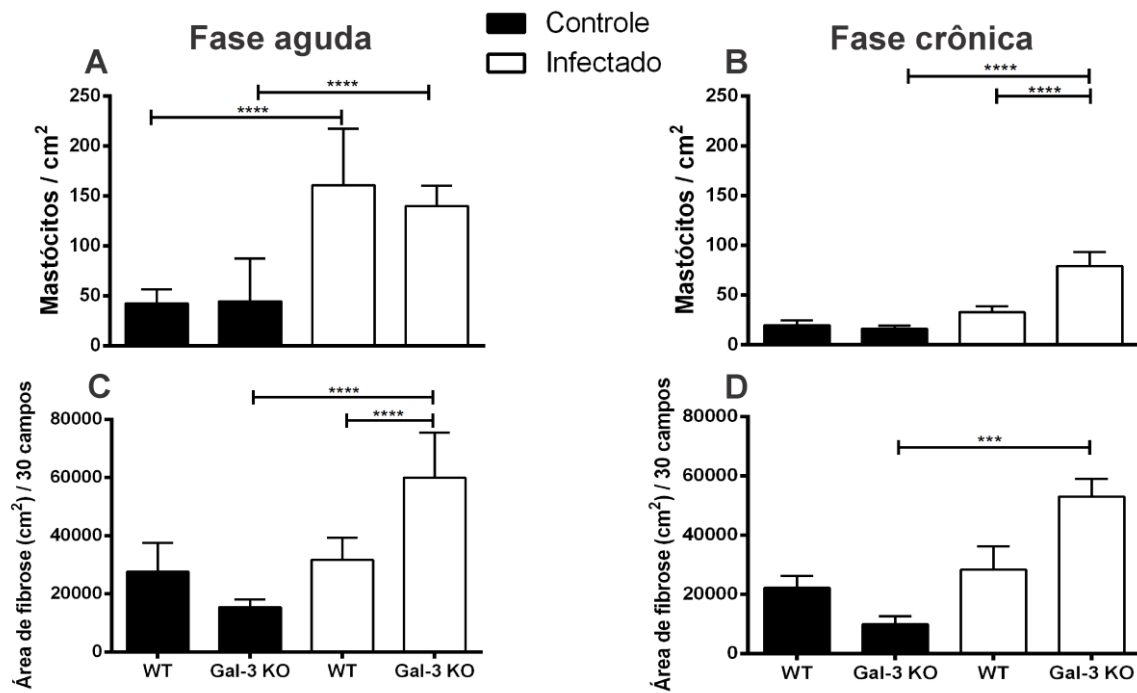 Fase aguda
Controle
Infectado
Fase crônica
A
****
****
Mastócitos / cm²
250
200
150
100
50
0
B
****
****
Mastócitos / cm²
250
200
150
100
50
0
C
****
****
Área de fibrose (cm²) / 30 campos
80000
60000
40000
20000
0
WT
Gal-3 KO
WT
Gal-3 KO
D
***
Área de fibrose (cm²) / 30 campos
80000
60000
40000
20000
0
WT
Gal-3 KO
WT
Gal-3 KO